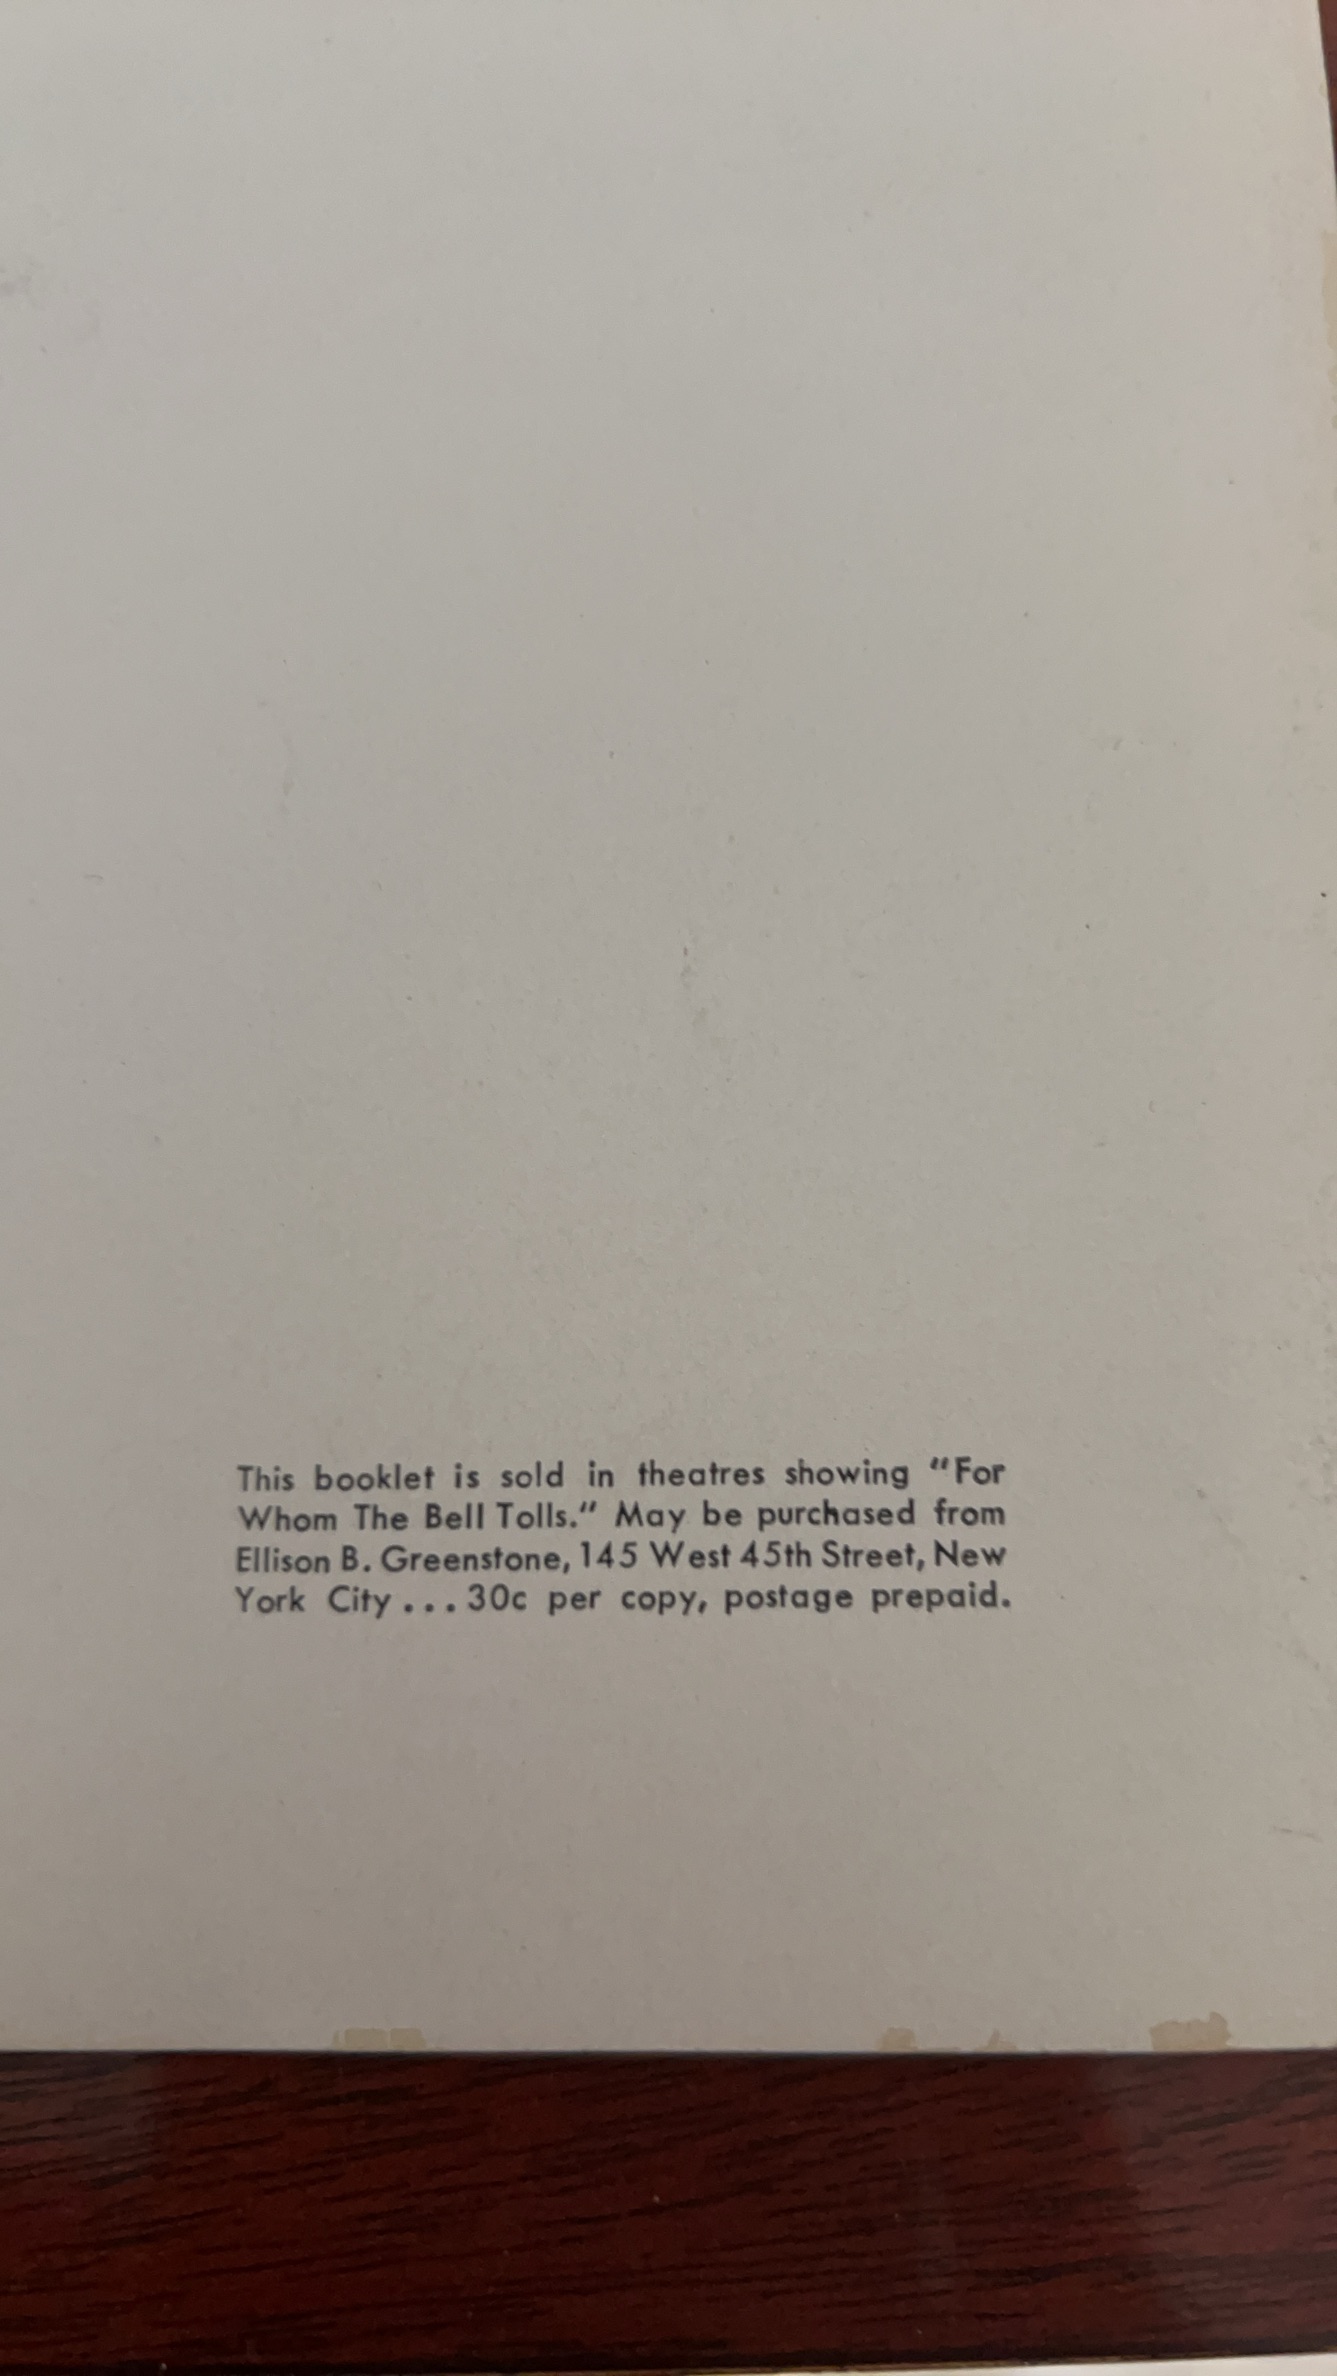 This booklet is sold in theatres showing "For
Whom The Bell Tolls." May be purchased from
Ellison B. Greenstone, 145 West 45th Street, New
York City . . . 30c per copy, postage prepaid.